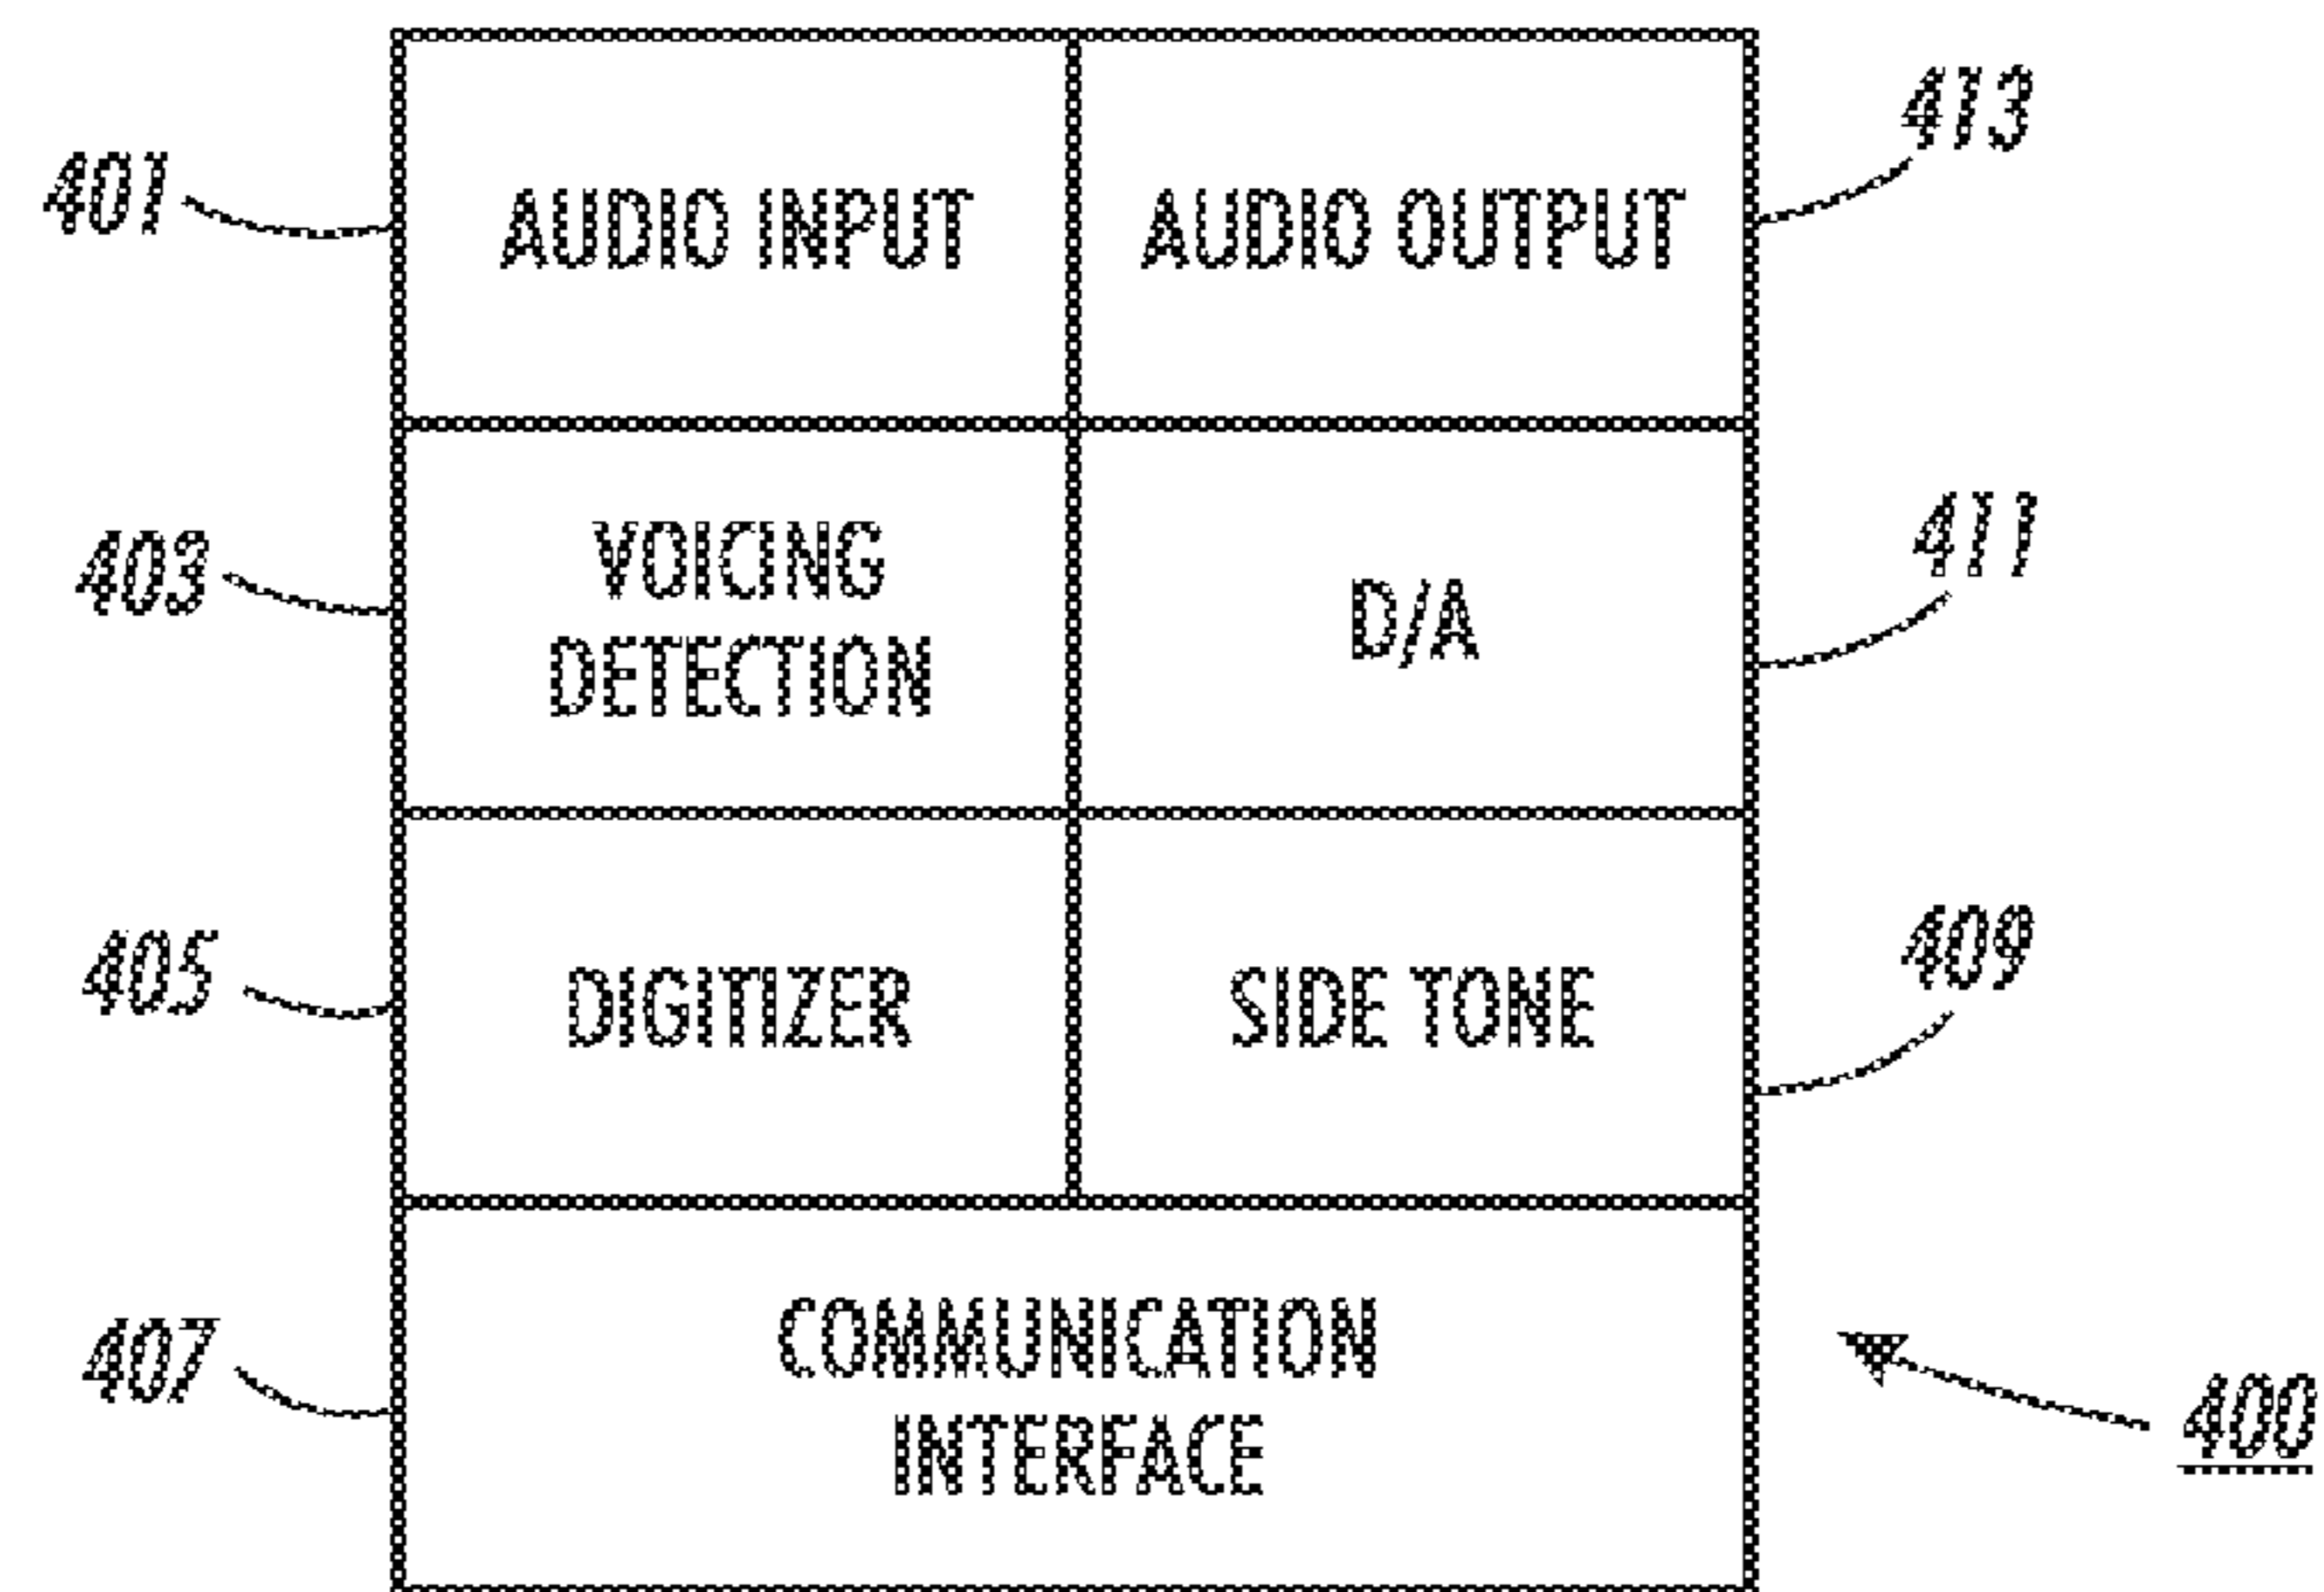 413
401
AUDIO INPUT
AUDIO OUTPUT
403
VOICING
DETECTION
D/A
411
405
DIGITIZER
SIDE TONE
409
407
COMMUNICATION
INTERFACE
400